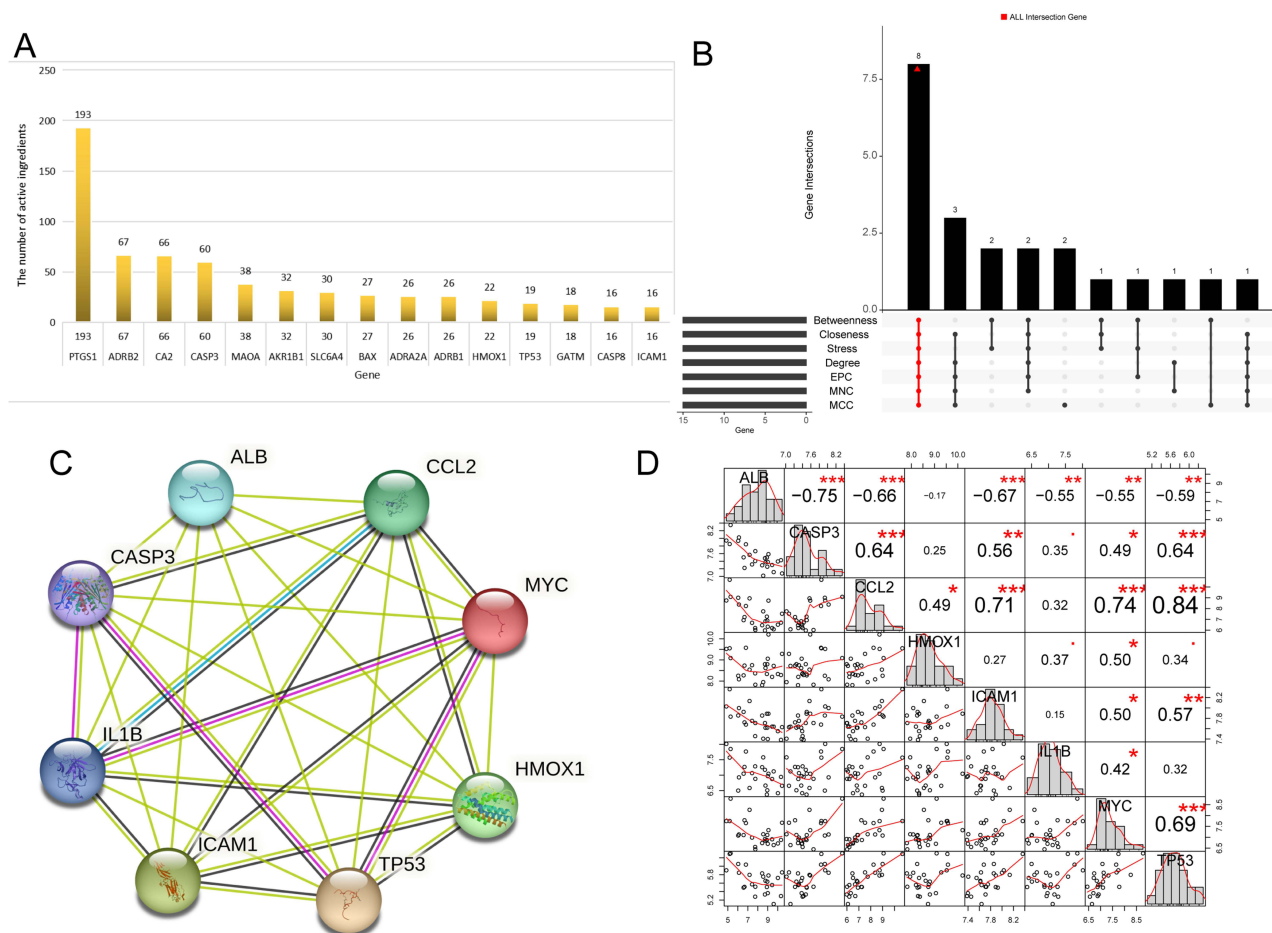 A
The number of active ingredients
250
200
150
100
50
0
193 67 66 60 38 32 30 27 26 26 22 19 18 16 16
193 67 66 60 38 32 30 27 26 26 22 19 18 16 16
PTGS1 ADRB2 CA2 CASP3 MAOA AKR1B1 SLC6A4 BAX ADRA2A ADRB1 HMOX1 TP53 GATM CASP8 ICAM1
Gene
B
ALL Intersection Gene
Gene Intersections
7.5
5.0
2.5
0.0
8 3 2 2 2 1 1 1 1 1
Betweenness
Closeness
Stress
Degree
EPC
MNC
MCC
15 10 5 0
Gene
C
ALB
CCL2
CASP3
MYC
IL1B
HMOX1
ICAM1
TP53
D
7.0 7.6 8.2 8.0 9.0 10.0 6.5 7.5 5.2 5.6 6.0
ALB *** *** *** ** ** **
−0.75 −0.66 −0.17 −0.67 −0.55 −0.55 −0.59
5 7 9
7.0 7.6 8.2
CASP3 *** ** . * ***
0.64 0.25 0.56 0.35 0.49 0.64
CCL2 * *** *** ***
0.49 0.71 0.32 0.74 0.84
6 8 9
8.0 9.0 10.0
HMOX1 . * .
0.27 0.37 0.50 0.34
ICAM1 * **
0.15 0.50 0.57
7.4 7.8 8.2
6.5 7.5
IL1B *
0.42 0.32
MYC ***
0.69
6.5 7.5 8.5
5.2 5.8
TP53
5 6 7 8 9 6 7 8 9 7.4 7.8 8.2 6.5 7.5 8.5